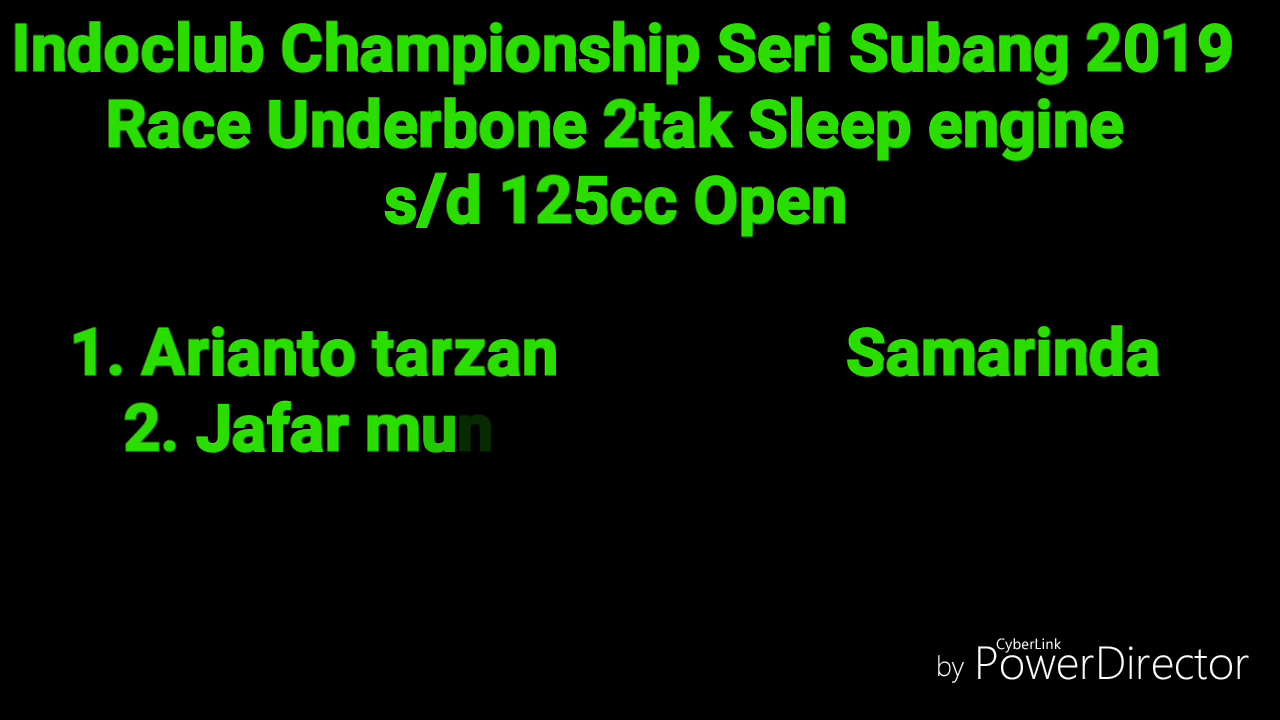 Indoclub Championship Seri Subang 2019
Race Underbone 2tak Sleep engine
s/d 125cc Open
1. Arianto tarzan Samarinda
2. Jafar mun
by CyberLink PowerDirector